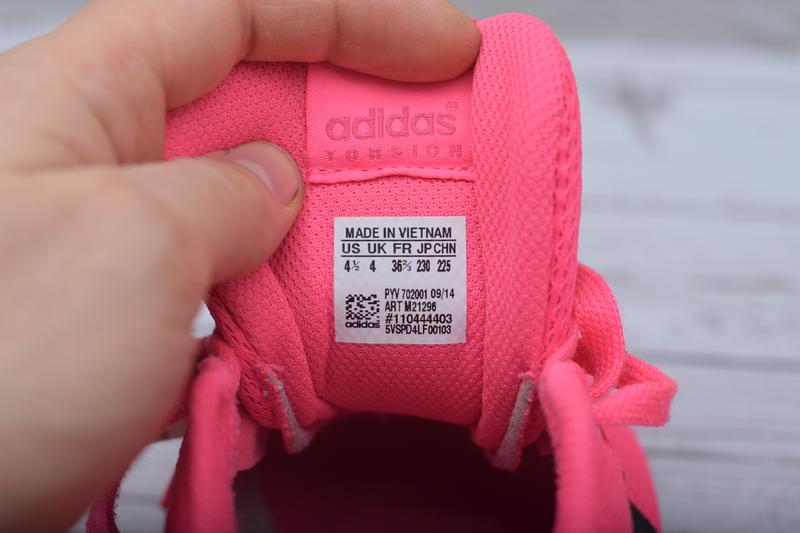 adidas®
TORSION
MADE IN VIETNAM
US UK FR JP CHN
4½ 4 36⅔ 230 225
PYV 702001 09/14
ART M21296
#110444403
5VSPD4LF00103
adidas